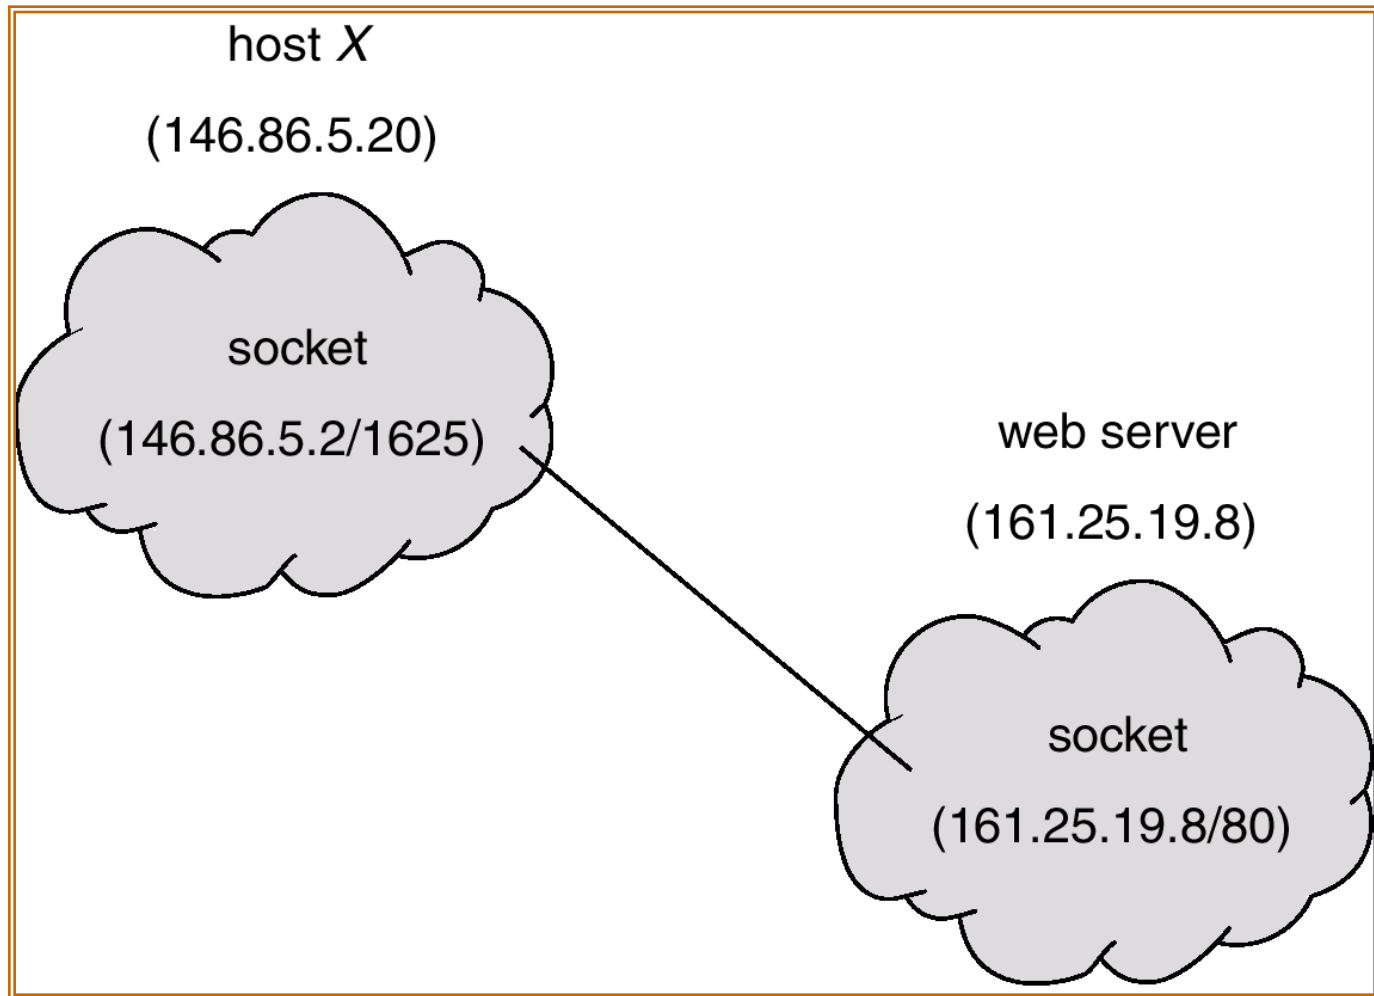 host X
(146.86.5.20)
socket
(146.86.5.2/1625)
web server
(161.25.19.8)
socket
(161.25.19.8/80)